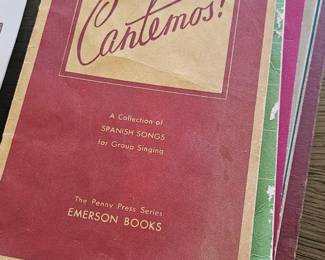 Cantemos!
A Collection of
SPANISH SONGS
for Group Singing
The Penny Press Series
EMERSON BOOKS